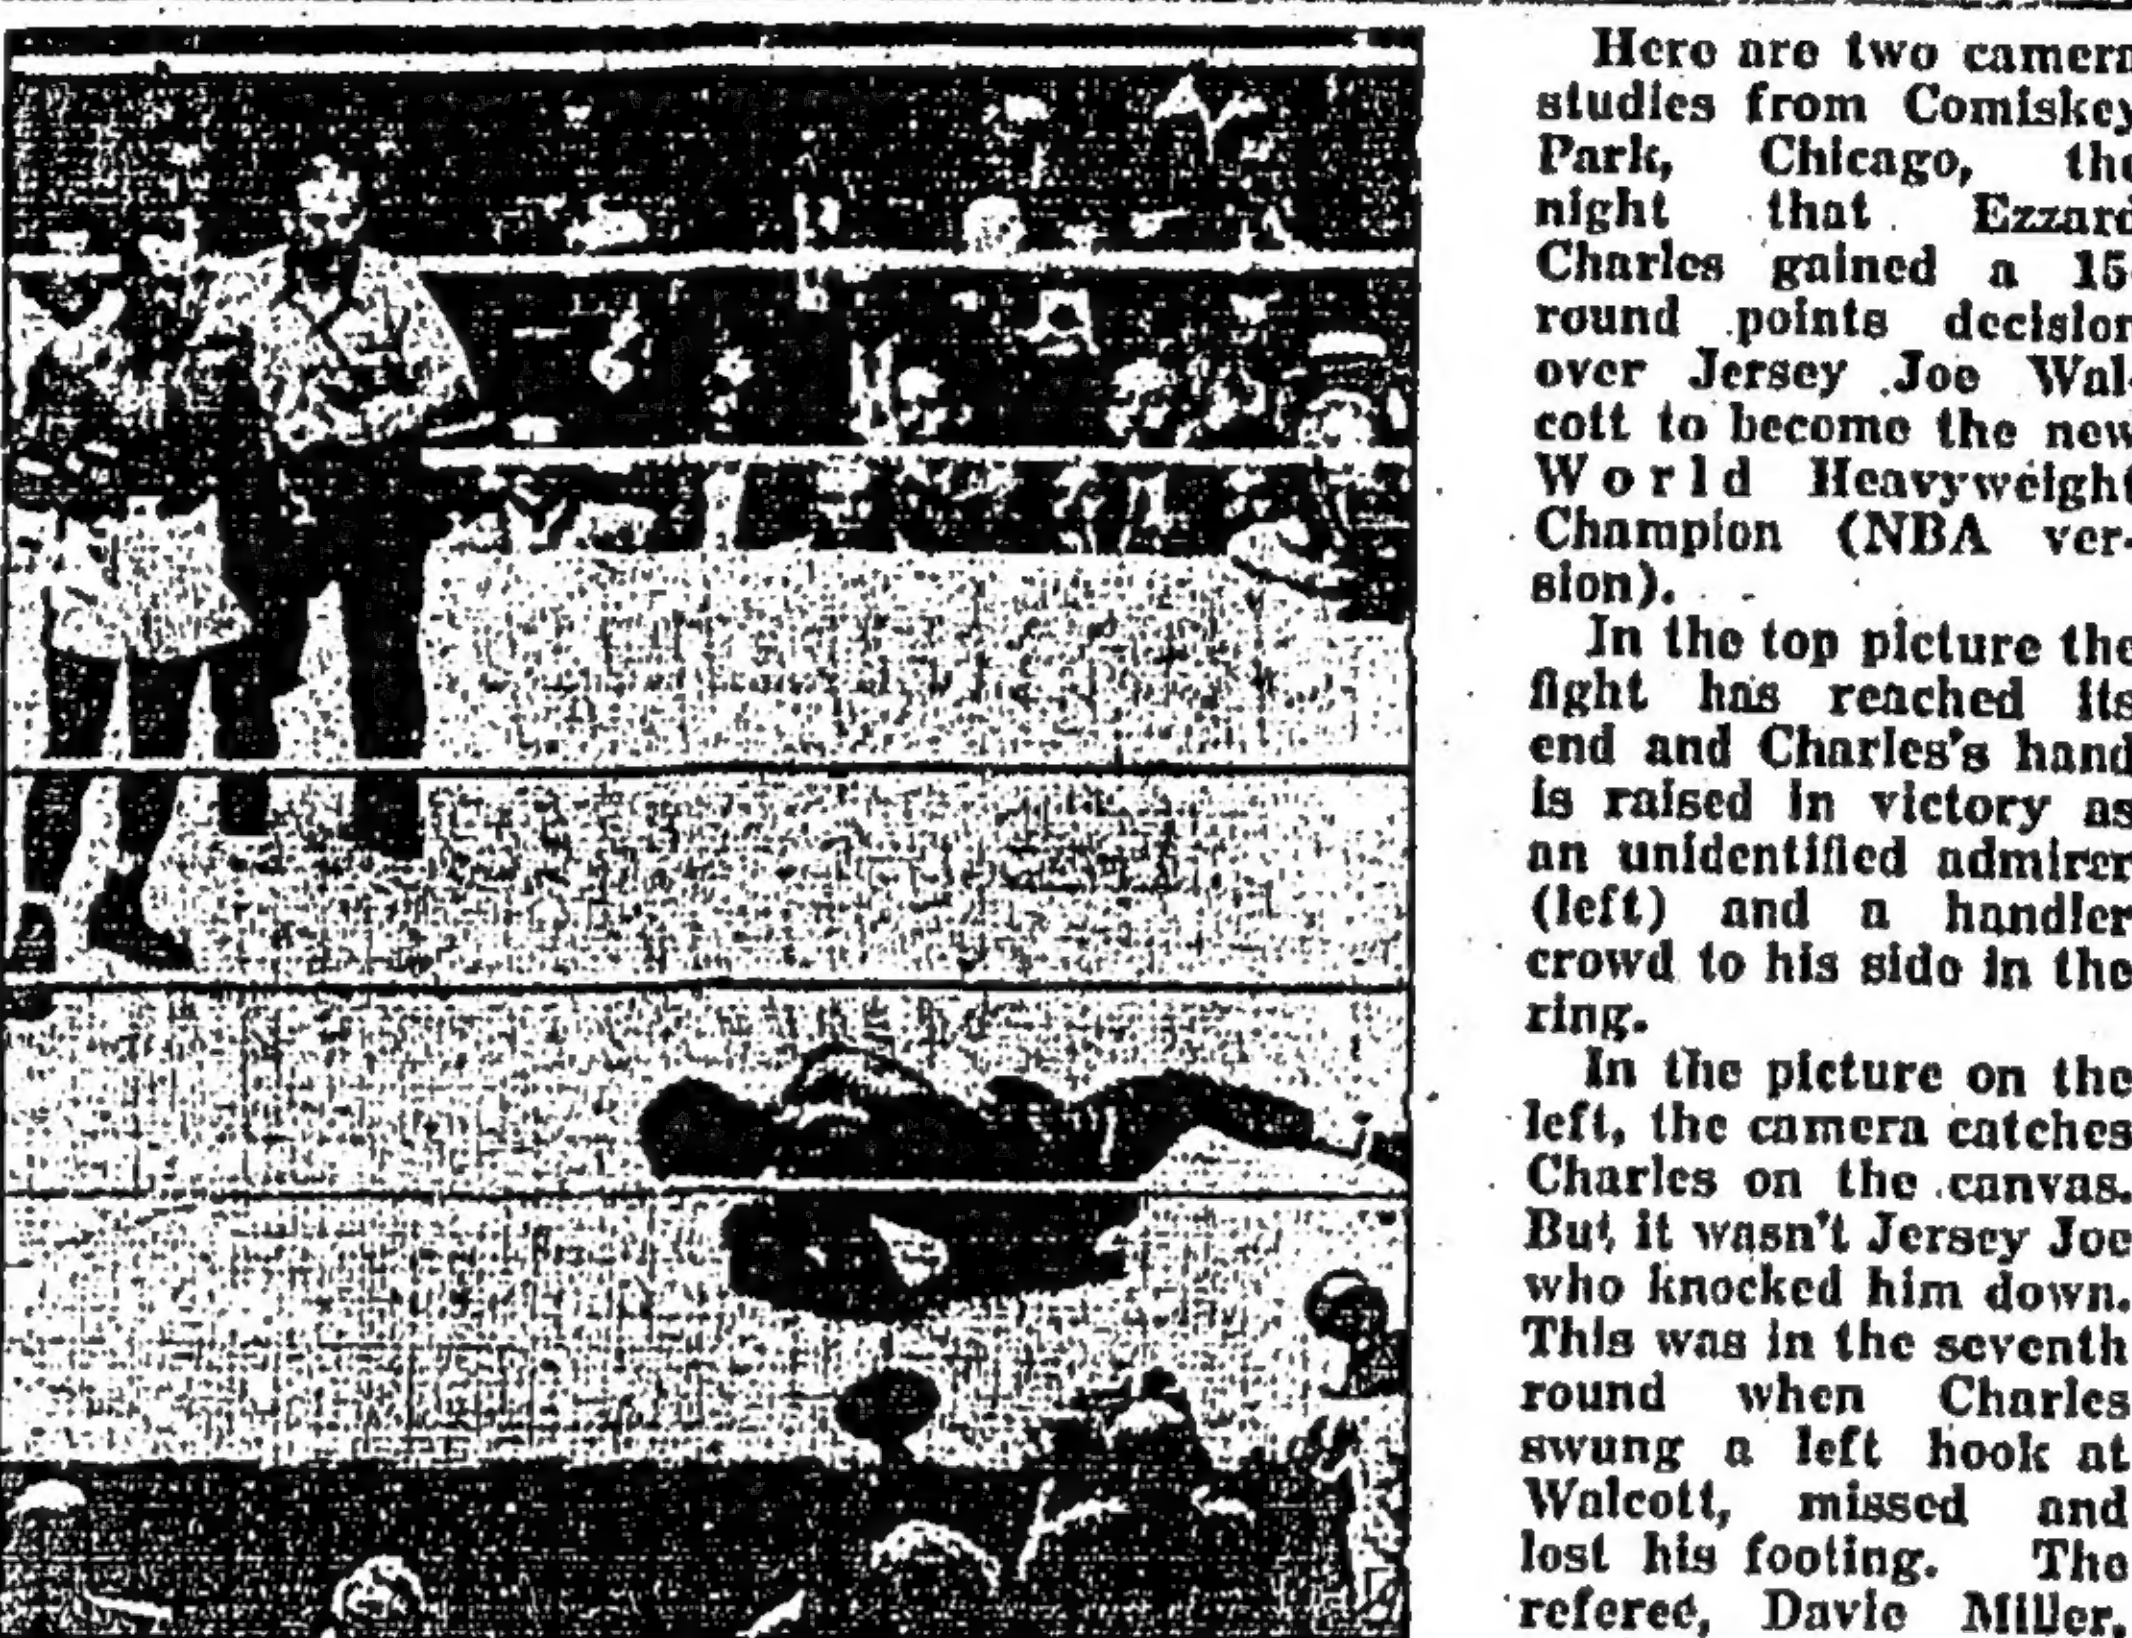 Here are two camera
studies from Comiskey
Park, Chicago, the
night that Ezzard
Charles gained a 15-
round points decision
over Jersey Joe Wal-
cott to become the new
World Heavyweight
Champion (NBA ver-
sion).
In the top picture the
fight has reached its
end and Charles's hand
is raised in victory as
an unidentified admirer
(left) and a handler
crowd to his side in the
ring.
In the picture on the
left, the camera catches
Charles on the canvas.
But it wasn't Jersey Joe
who knocked him down.
This was in the seventh
round when Charles
swung a left hook at
Walcott, missed and
lost his footing. The
referee, Davie Miller,